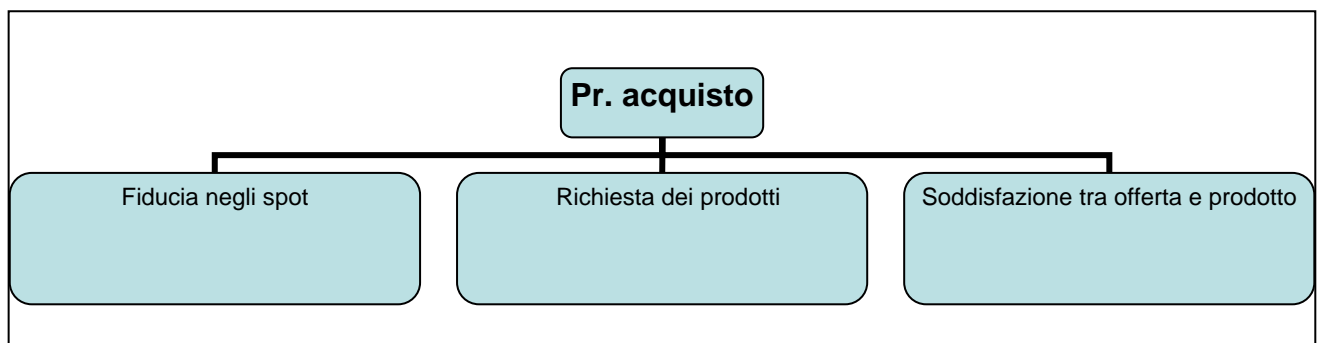 Pr. acquisto
Fiducia negli spot
Richiesta dei prodotti
Soddisfazione tra offerta e prodotto